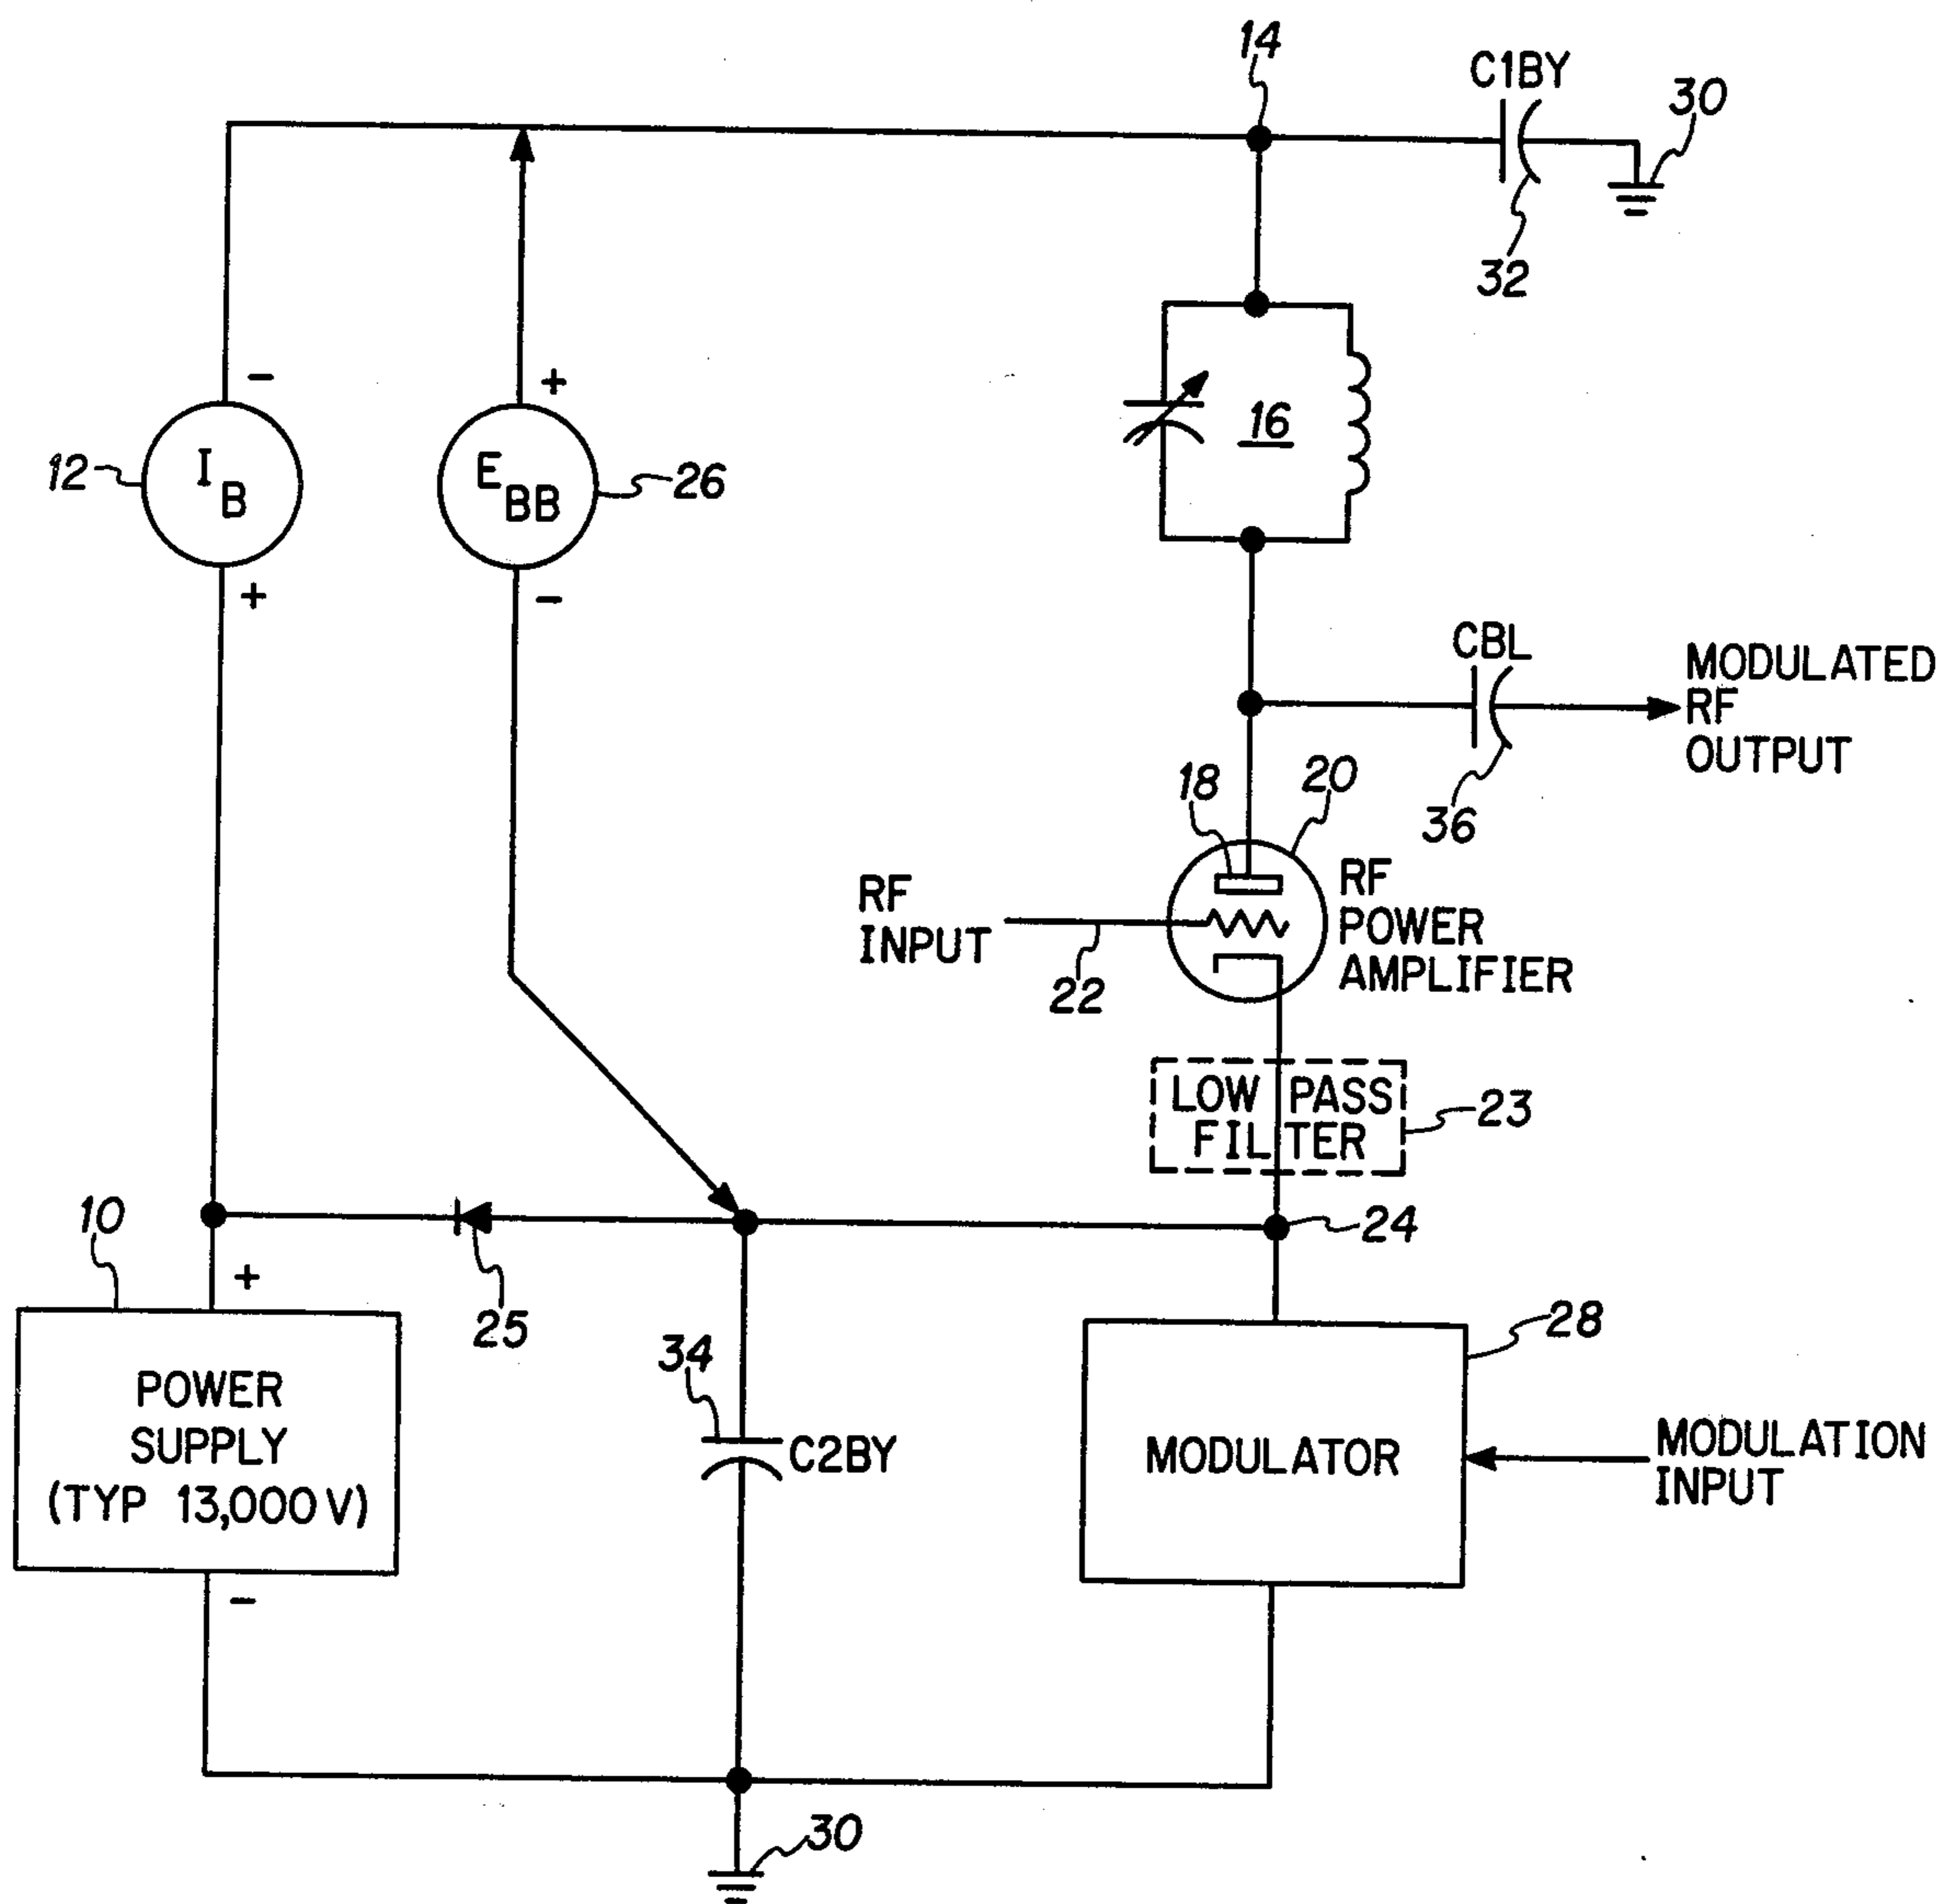 14
C1BY
30
32
-
+
12
I
B
E
BB
26
+
-
16
CBL
MODULATED
RF
OUTPUT
36
18
20
RF
INPUT
22
RF
POWER
AMPLIFIER
LOW PASS
FILTER
23
24
10
+
25
28
34
POWER
SUPPLY
(TYP 13,000 V)
C2BY
MODULATOR
MODULATION
INPUT
-
30